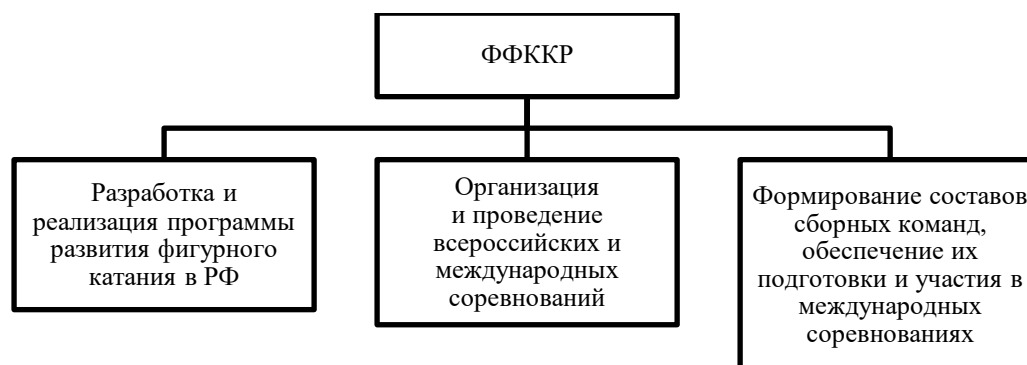 ФФККР
Разработка и
реализация программы
развития фигурного
катания в РФ
Организация
и проведение
всероссийских и
международных
соревнований
Формирование составов
сборных команд,
обеспечение их
подготовки и участия в
международных
соревнованиях